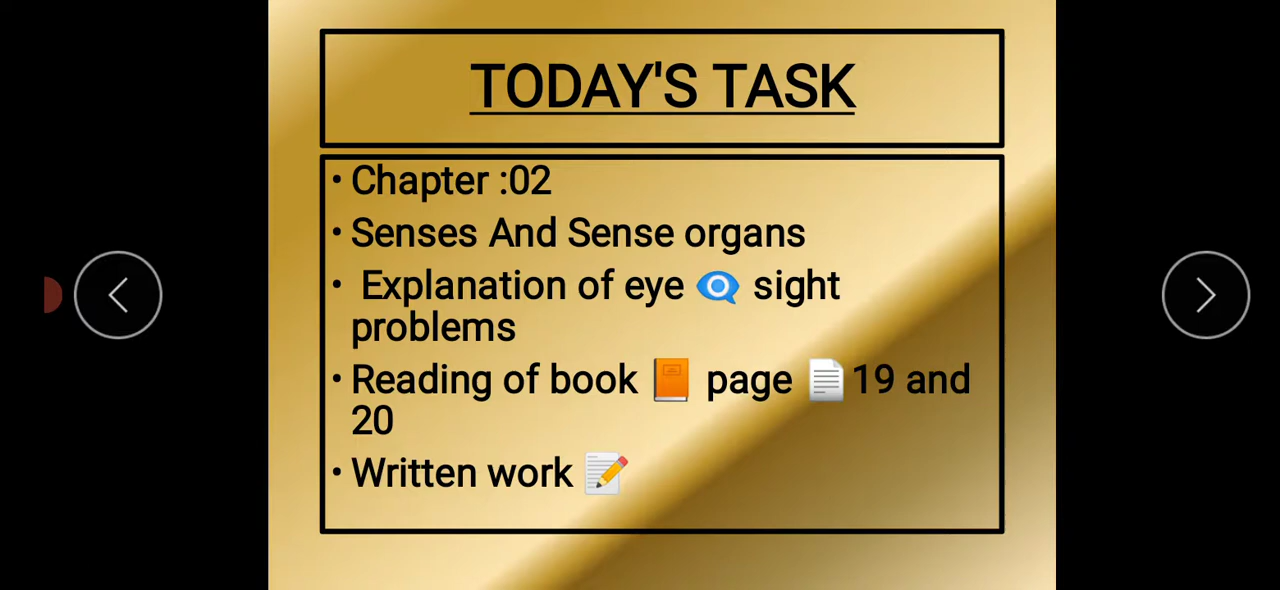 TODAY'S TASK
• Chapter :02
• Senses And Sense organs
• Explanation of eye 👁️‍🗨️ sight
problems
• Reading of book 📙 page 📄19 and
20
• Written work 📝